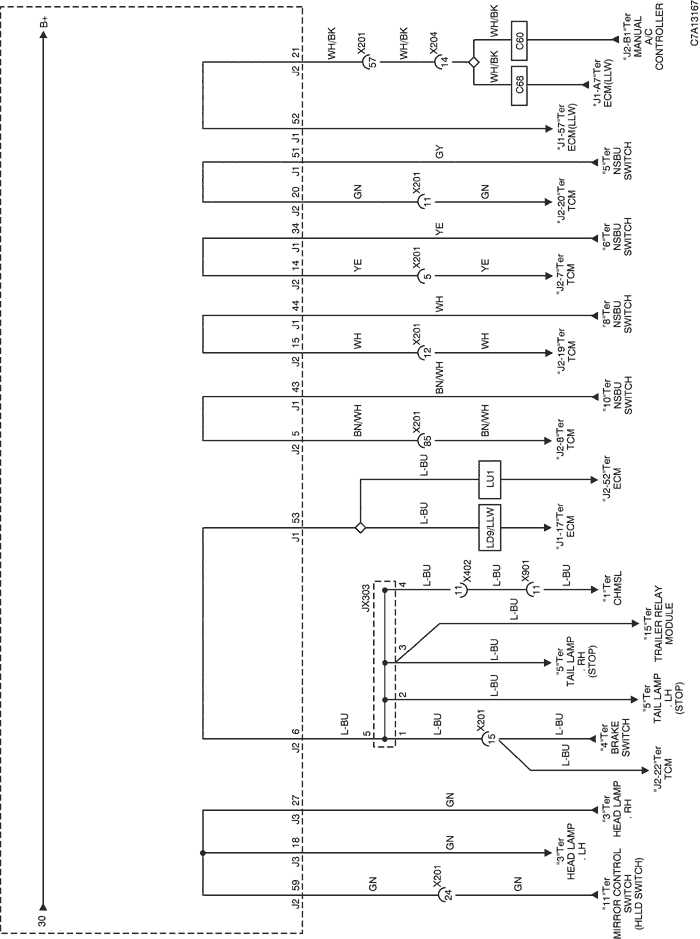 30
B+
J2 59
GN
X201
24
GN
"11"Ter
MIRROR CONTROL
SWITCH
(HLLD SWITCH)
J3 18
GN
"3"Ter
HEAD LAMP
. LH
J3 27
GN
"3"Ter
HEAD LAMP
. RH
J2 6
L-BU
5
JX303
1
L-BU
X201
15
L-BU
L-BU
"J2-22"Ter
TCM
"4"Ter
BRAKE
SWITCH
2
L-BU
"5"Ter
TAIL LAMP
. LH
(STOP)
3
L-BU
"5"Ter
TAIL LAMP
. RH
(STOP)
L-BU
"15"Ter
TRAILER RELAY
MODULE
4
L-BU
X402
11
L-BU
X901
11
L-BU
"1"Ter
CHMSL
J1 53
L-BU
LD9/LLW
"J1-17"Ter
ECM
L-BU
LU1
"J2-52"Ter
ECM
J2 5
BN/WH
X201
85
BN/WH
"J2-8"Ter
TCM
J1 43
BN/WH
"10"Ter
NSBU
SWITCH
J2 15
WH
X201
12
WH
"J2-19"Ter
TCM
J1 44
WH
"8"Ter
NSBU
SWITCH
J2 14
YE
X201
5
YE
"J2-7"Ter
TCM
J1 34
YE
"6"Ter
NSBU
SWITCH
J2 20
GN
X201
11
GN
"J2-20"Ter
TCM
J1 51
GY
"5"Ter
NSBU
SWITCH
J1 52
"J1-57"Ter
ECM(LLW)
J2 21
WH/BK
X201
57
WH/BK
X204
14
WH/BK
C68
"J1-A7"Ter
ECM(LLW)
WH/BK
C60
"J2-B1"Ter
MANUAL
A/C
CONTROLLER
C7A13167